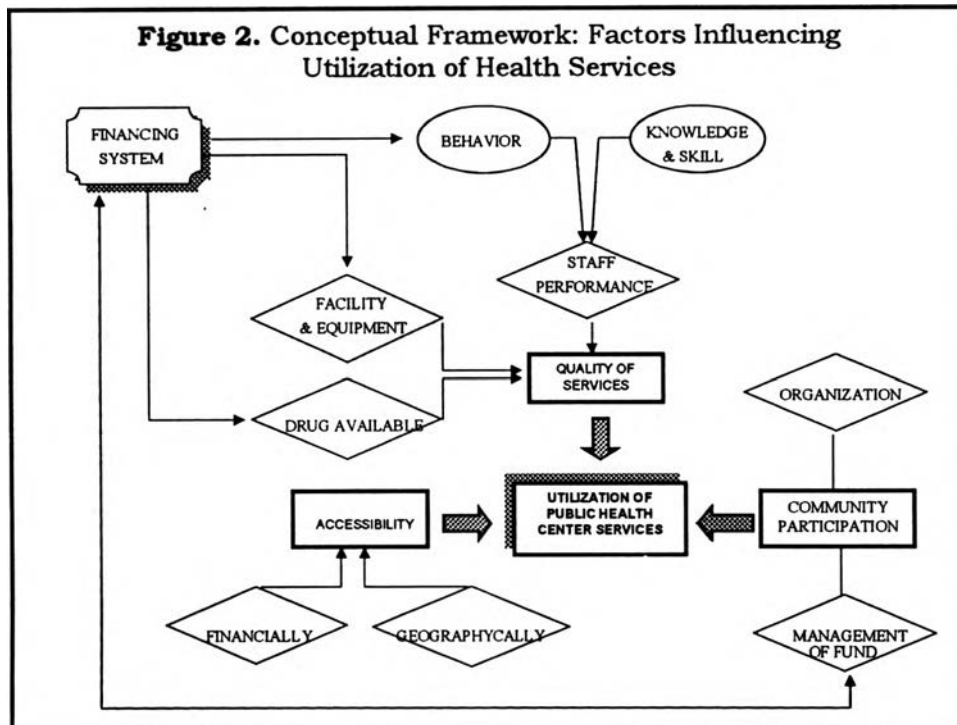 Figure 2. Conceptual Framework: Factors Influencing
Utilization of Health Services
FINANCING
SYSTEM
BEHAVIOR
KNOWLEDGE
& SKILL
STAFF
PERFORMANCE
FACILITY
& EQUIPMENT
QUALITY OF
SERVICES
ORGANIZATION
DRUG AVAILABLE
ACCESSIBILITY
UTILIZATION OF
PUBLIC HEALTH
CENTER SERVICES
COMMUNITY
PARTICIPATION
FINANCIALLY
GEOGRAPHYCALLY
MANAGEMENT
OF FUND